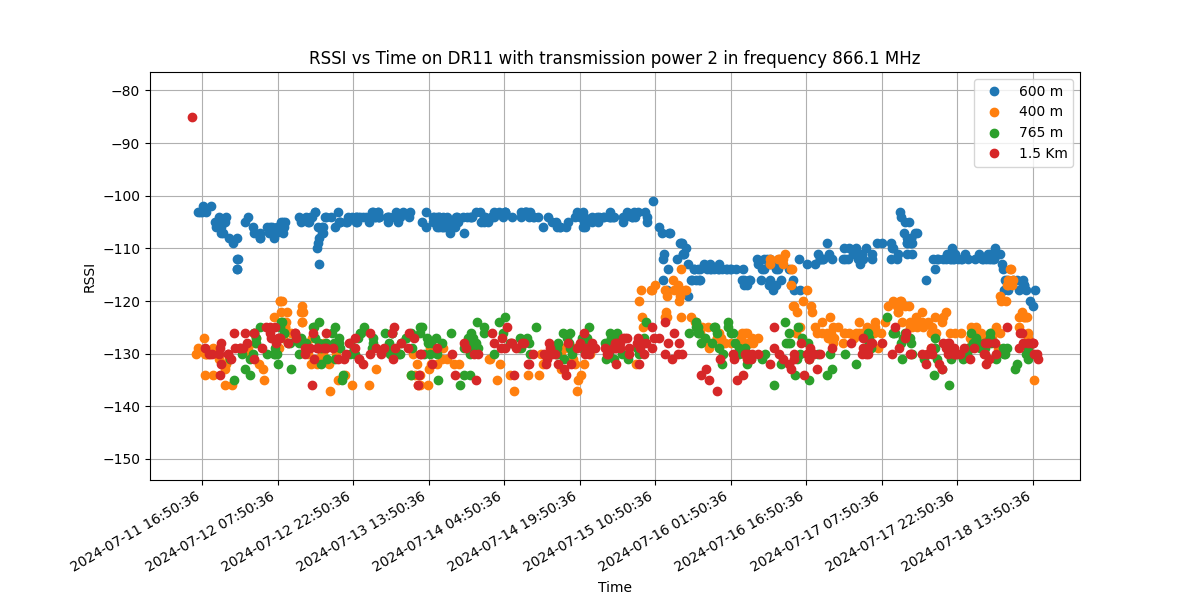 RSSI vs Time on DR11 with transmission power 2 in frequency 866.1 MHz
600 m
400 m
765 m
1.5 Km
RSSI
−80
−90
−100
−110
−120
−130
−140
−150
2024-07-11 16:50:36
2024-07-12 07:50:36
2024-07-12 22:50:36
2024-07-13 13:50:36
2024-07-14 04:50:36
2024-07-14 19:50:36
2024-07-15 10:50:36
2024-07-16 01:50:36
2024-07-16 16:50:36
2024-07-17 07:50:36
2024-07-17 22:50:36
2024-07-18 13:50:36
Time